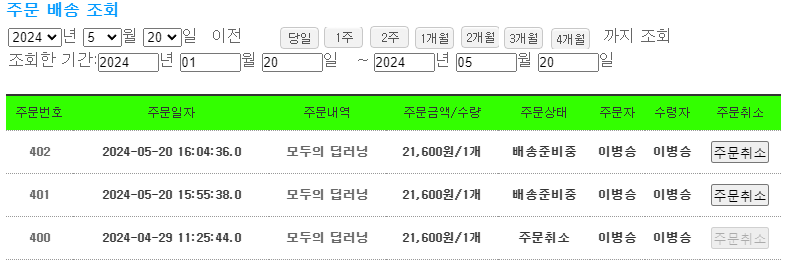 주문 배송 조회
2024 년 5 월 20 일 이전 당일 1주 2주 1개월 2개월 3개월 4개월 까지 조회
조회한 기간:2024 년 01 월 20 일 ~ 2024 년 05 월 20 일
주문번호 주문일자 주문내역 주문금액/수량 주문상태 주문자 수령자 주문취소
402 2024-05-20 16:04:36.0 모두의 딥러닝 21,600원/1개 배송준비중 이병승 이병승 주문취소
401 2024-05-20 15:55:38.0 모두의 딥러닝 21,600원/1개 배송준비중 이병승 이병승 주문취소
400 2024-04-29 11:25:44.0 모두의 딥러닝 21,600원/1개 주문취소 이병승 이병승 주문취소